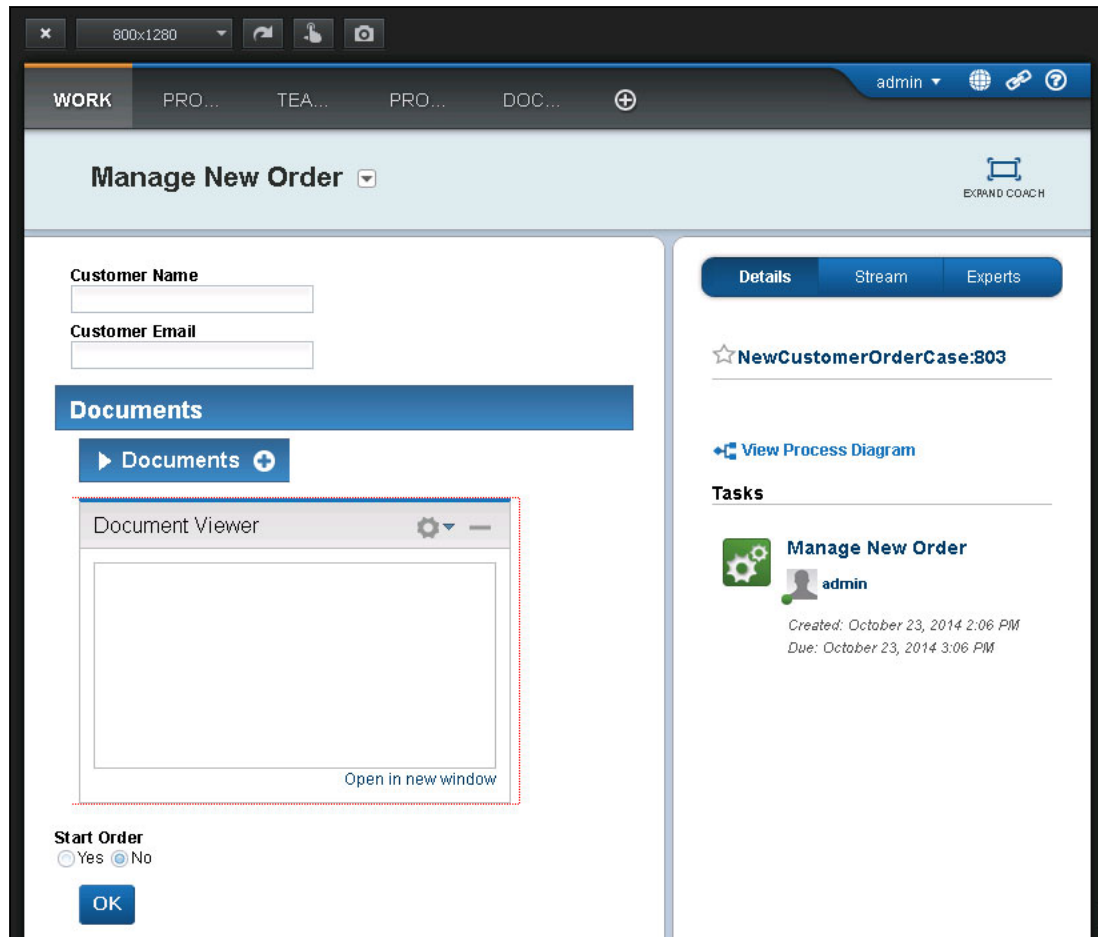 800x1280
WORK PRO... TEA... PRO... DOC...
admin
Manage New Order
EXPAND COACH
Customer Name
Customer Email
Documents
Documents
Document Viewer
Open in new window
Start Order
Yes No
OK
Details Stream Experts
NewCustomerOrderCase:803
View Process Diagram
Tasks
Manage New Order
admin
Created: October 23, 2014 2:06 PM
Due: October 23, 2014 3:06 PM